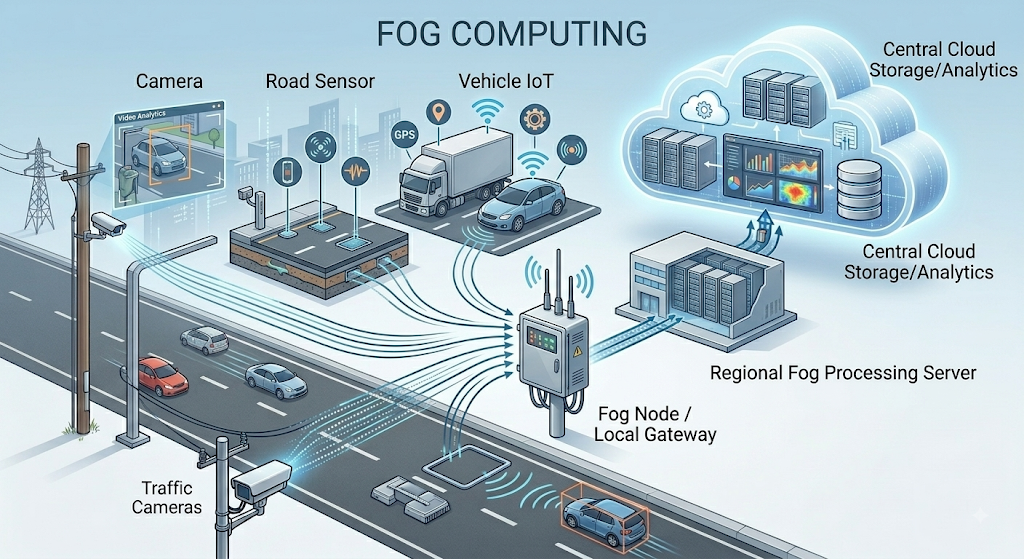 FOG COMPUTING
Camera
Road Sensor
Vehicle IoT
Central Cloud
Storage/Analytics
Video Analytics
GPS
Central Cloud
Storage/Analytics
Regional Fog Processing Server
Fog Node /
Local Gateway
Traffic
Cameras